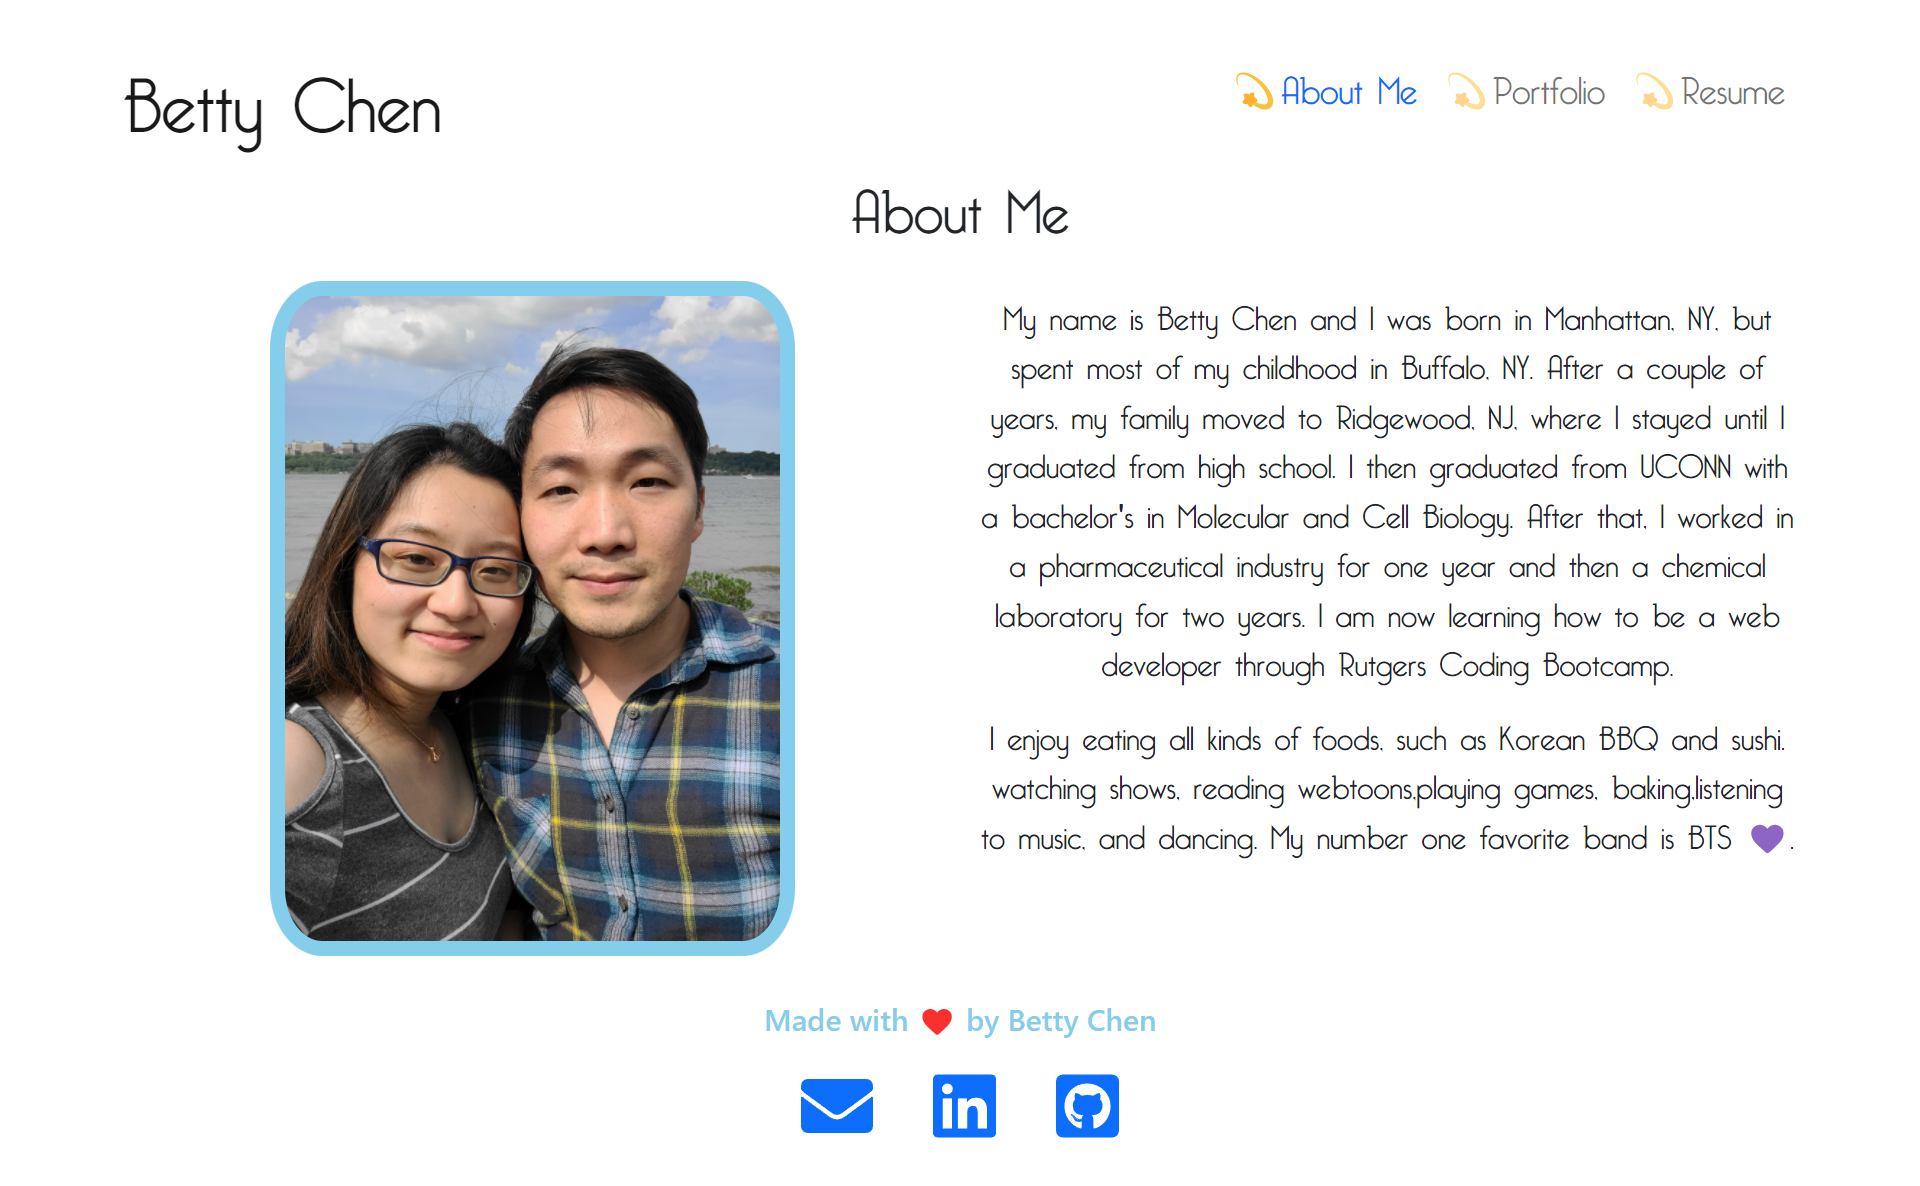 Betty Chen
💫 About Me 💫 Portfolio 💫 Resume
About Me
My name is Betty Chen and I was born in Manhattan, NY, but
spent most of my childhood in Buffalo, NY. After a couple of
years, my family moved to Ridgewood, NJ, where I stayed until I
graduated from high school. I then graduated from UCONN with
a bachelor's in Molecular and Cell Biology. After that, I worked in
a pharmaceutical industry for one year and then a chemical
laboratory for two years. I am now learning how to be a web
developer through Rutgers Coding Bootcamp.
I enjoy eating all kinds of foods, such as Korean BBQ and sushi.
watching shows, reading webtoons,playing games, baking,listening
to music, and dancing. My number one favorite band is BTS 💜.
Made with ❤️ by Betty Chen
in